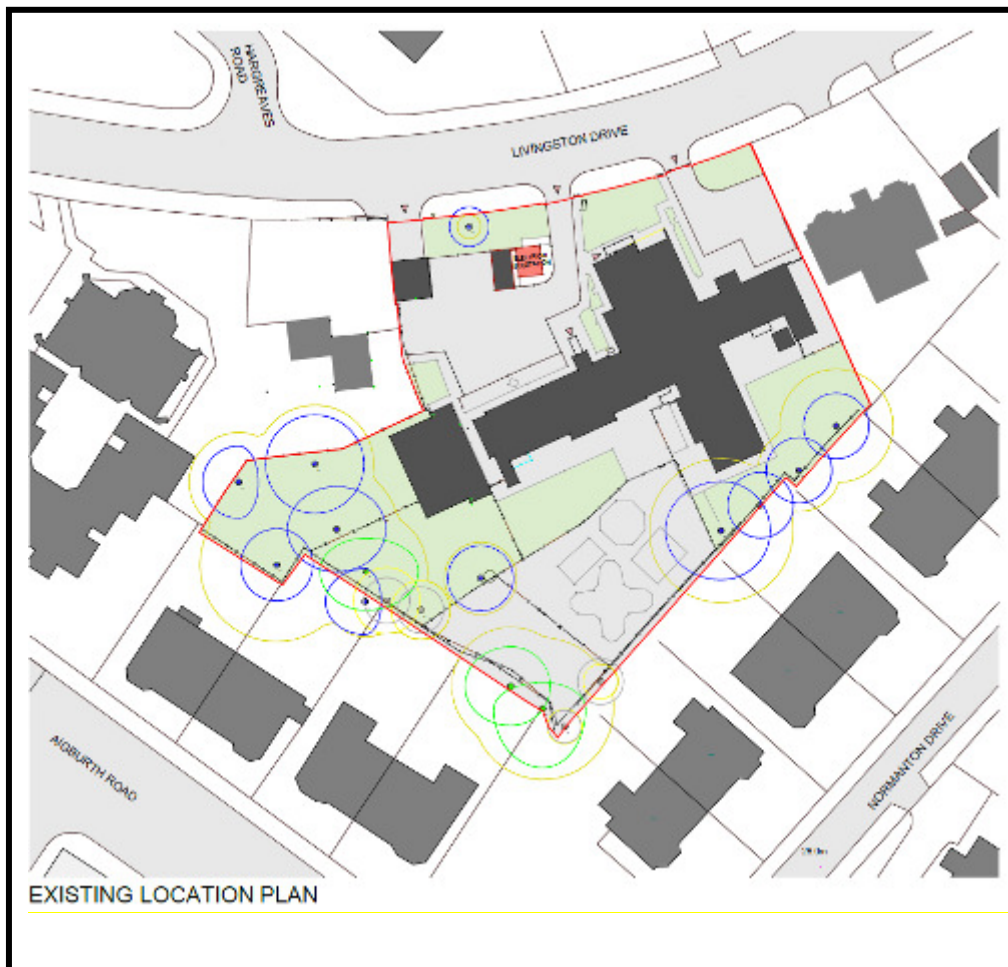 HARGREAVES
ROAD
LIVINGSTON DRIVE
AIGBURTH ROAD
NORMANTON DRIVE
EXISTING LOCATION PLAN